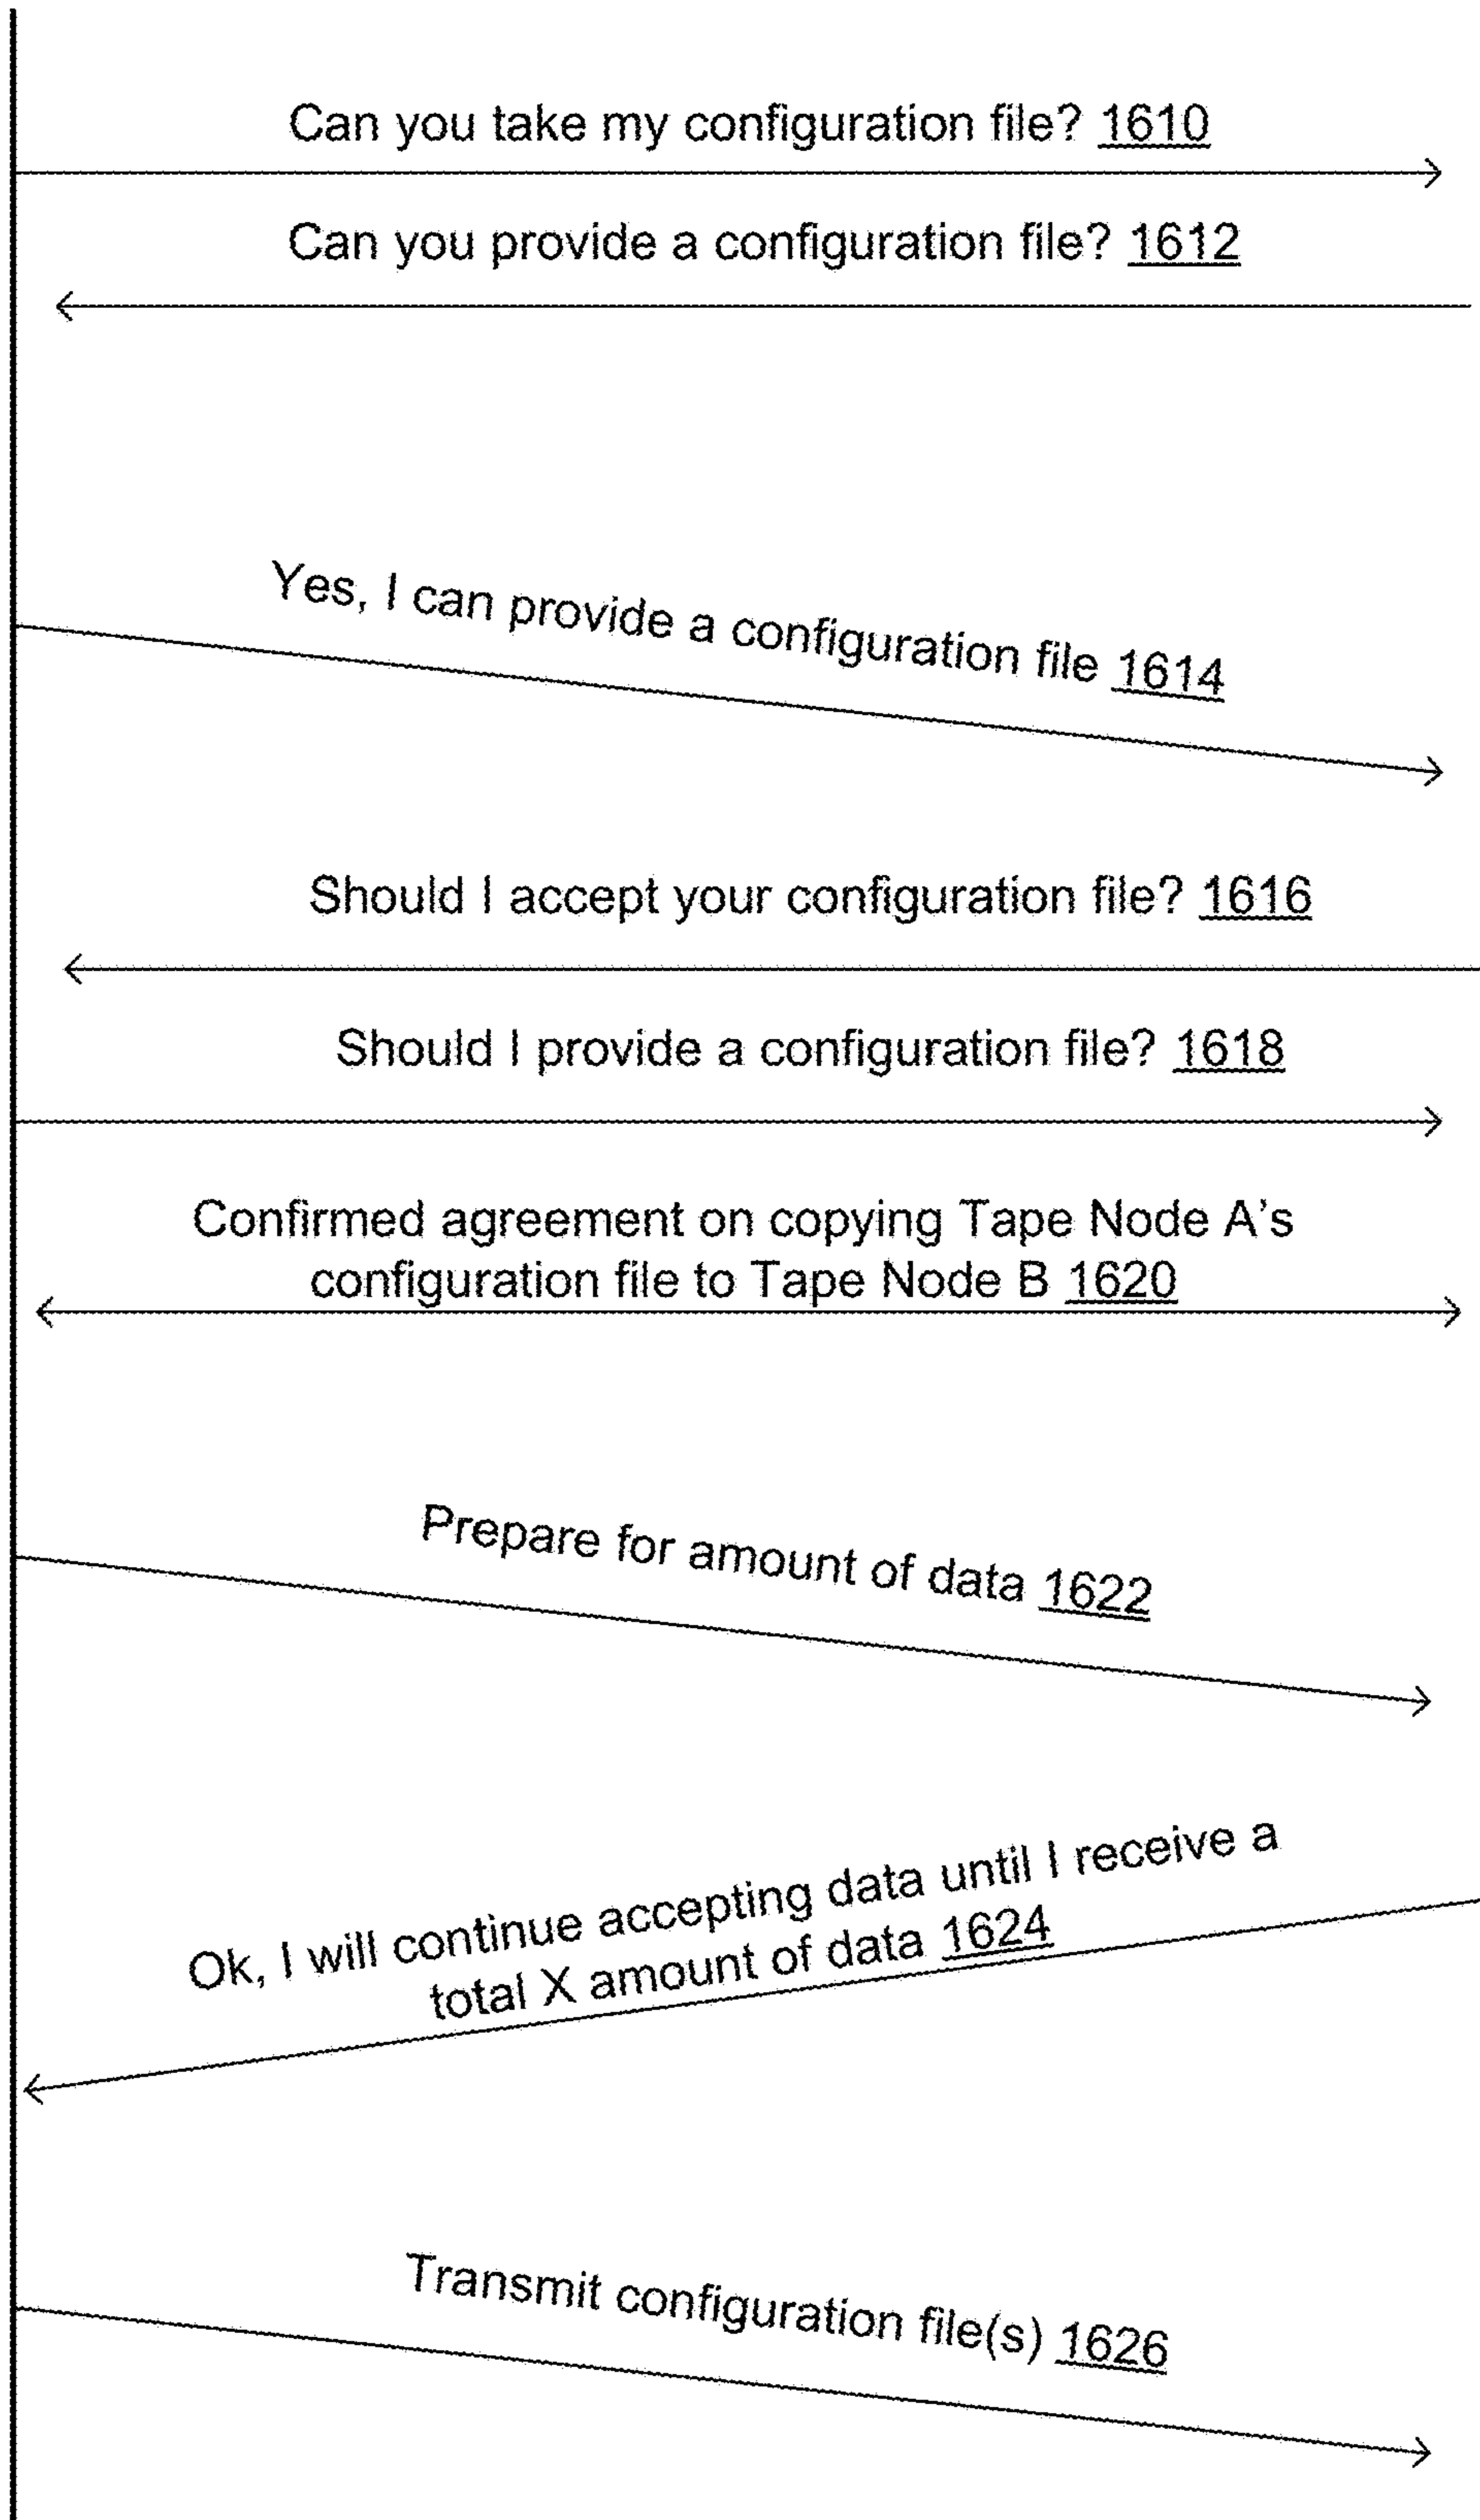 Can you take my configuration file? 1610
Can you provide a configuration file? 1612
Yes, I can provide a configuration file 1614
Should I accept your configuration file? 1616
Should I provide a configuration file? 1618
Confirmed agreement on copying Tape Node A's
configuration file to Tape Node B 1620
Prepare for amount of data 1622
Ok, I will continue accepting data until I receive a
total X amount of data 1624
Transmit configuration file(s) 1626